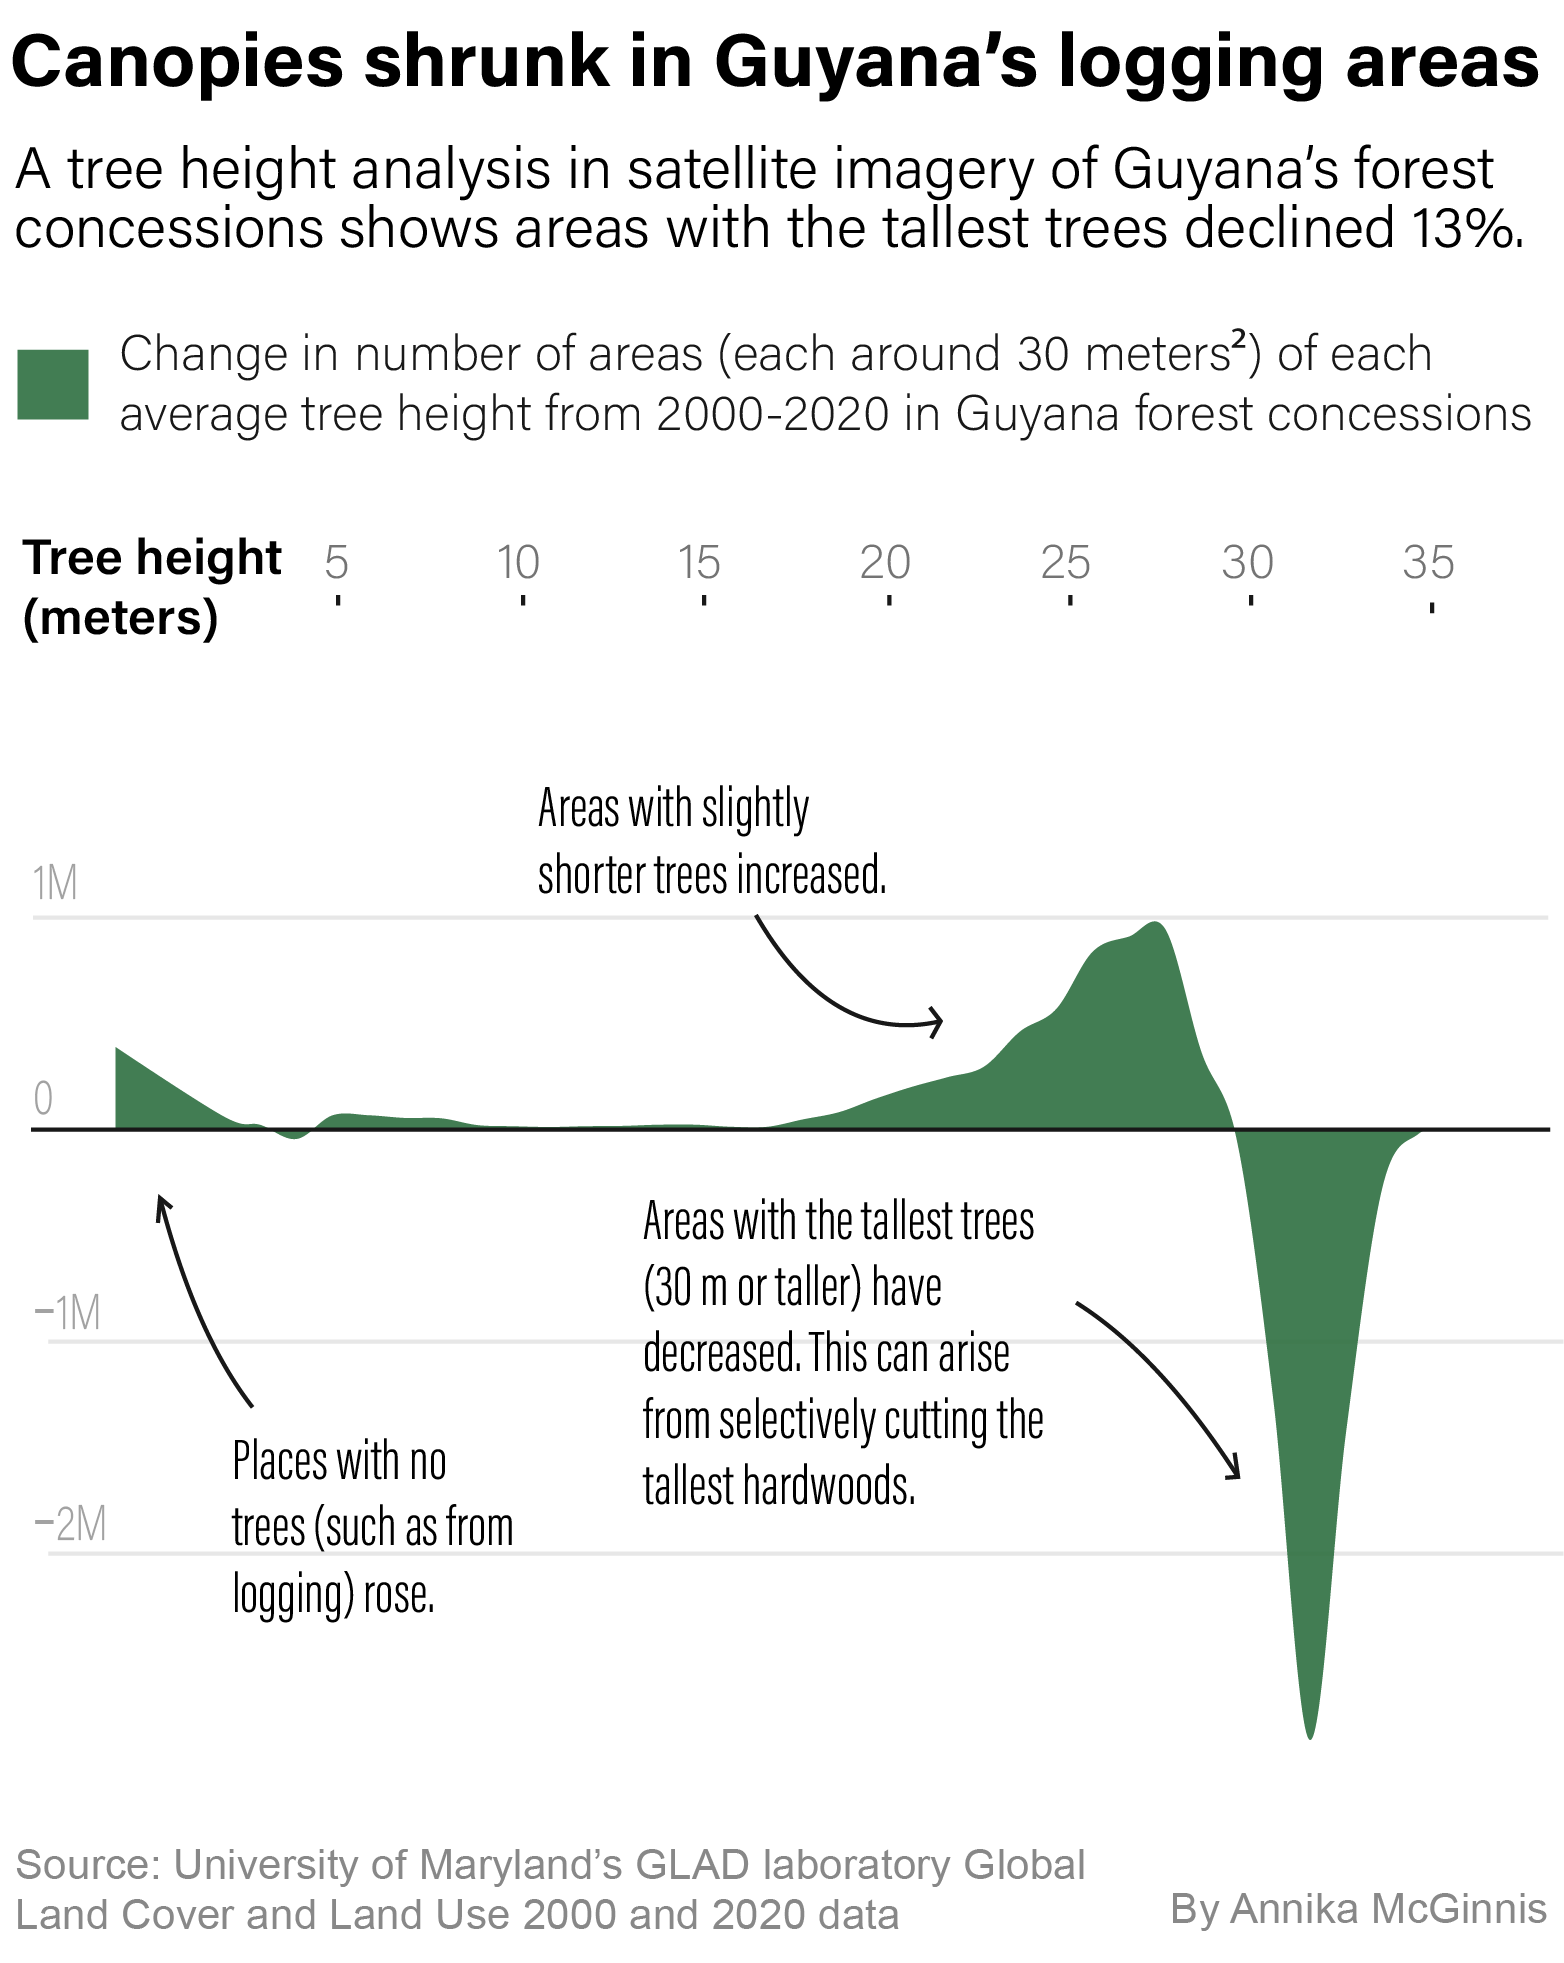 Canopies shrunk in Guyana’s logging areas
A tree height analysis in satellite imagery of Guyana’s forest
concessions shows areas with the tallest trees declined 13%.
Change in number of areas (each around 30 meters²) of each
average tree height from 2000-2020 in Guyana forest concessions
Tree height 5 10 15 20 25 30 35
(meters)
Areas with slightly
shorter trees increased.
1M
0
Areas with the tallest trees
(30 m or taller) have
decreased. This can arise
from selectively cutting the
tallest hardwoods.
−1M
Places with no
trees (such as from
logging) rose.
−2M
Source: University of Maryland’s GLAD laboratory Global
Land Cover and Land Use 2000 and 2020 data
By Annika McGinnis